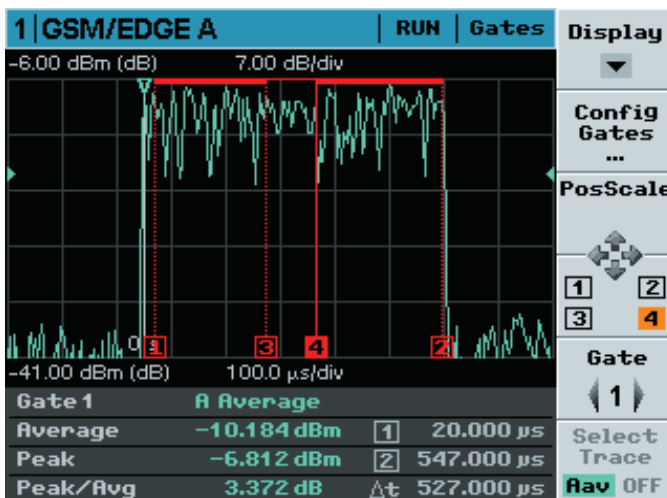 1 GSM/EDGE A RUN Gates
-6.00 dBm (dB) 7.00 dB/div
0 s
1 3 4 2
-41.00 dBm (dB) 100.0 µs/div
Gate 1 A Average
Average -10.184 dBm 1 20.000 µs
Peak -6.812 dBm 2 547.000 µs
Peak/Avg 3.372 dB Δt 527.000 µs
Display
Config
Gates
...
PosScale
1 2
3 4
Gate
1
Select
Trace
Aav OFF